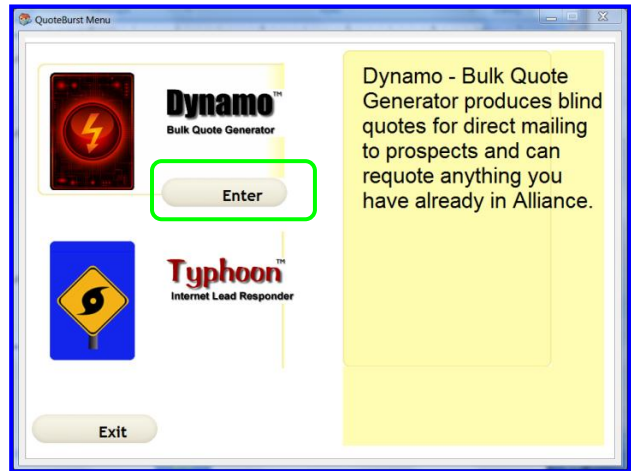 QuoteBurst Menu
Dynamo™
Bulk Quote Generator
Enter
Typhoon™
Internet Lead Responder
Exit
Dynamo - Bulk Quote
Generator produces blind
quotes for direct mailing
to prospects and can
requote anything you
have already in Alliance.